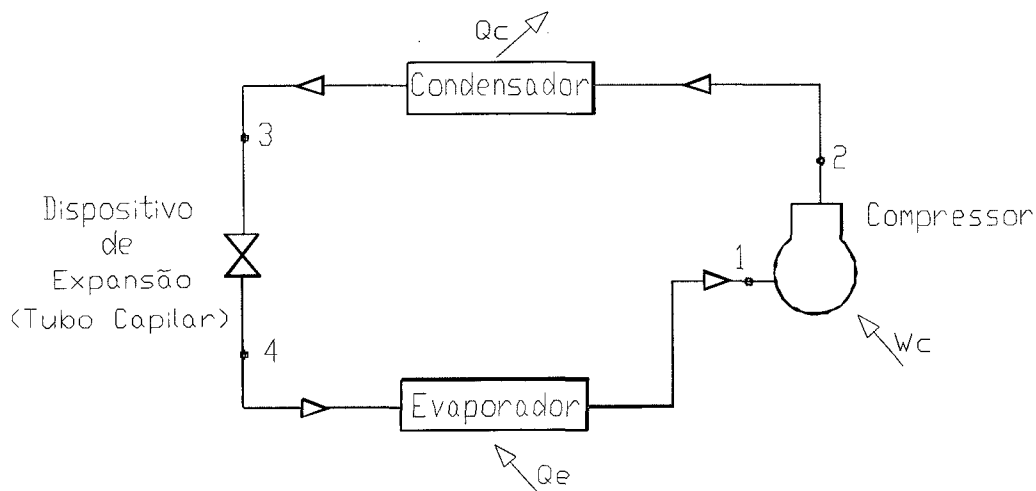 Qc
Condensador
3
2
Dispositivo
de
Expansão
(Tubo Capilar)
Compressor
1
Wc
4
Evaporador
Qe